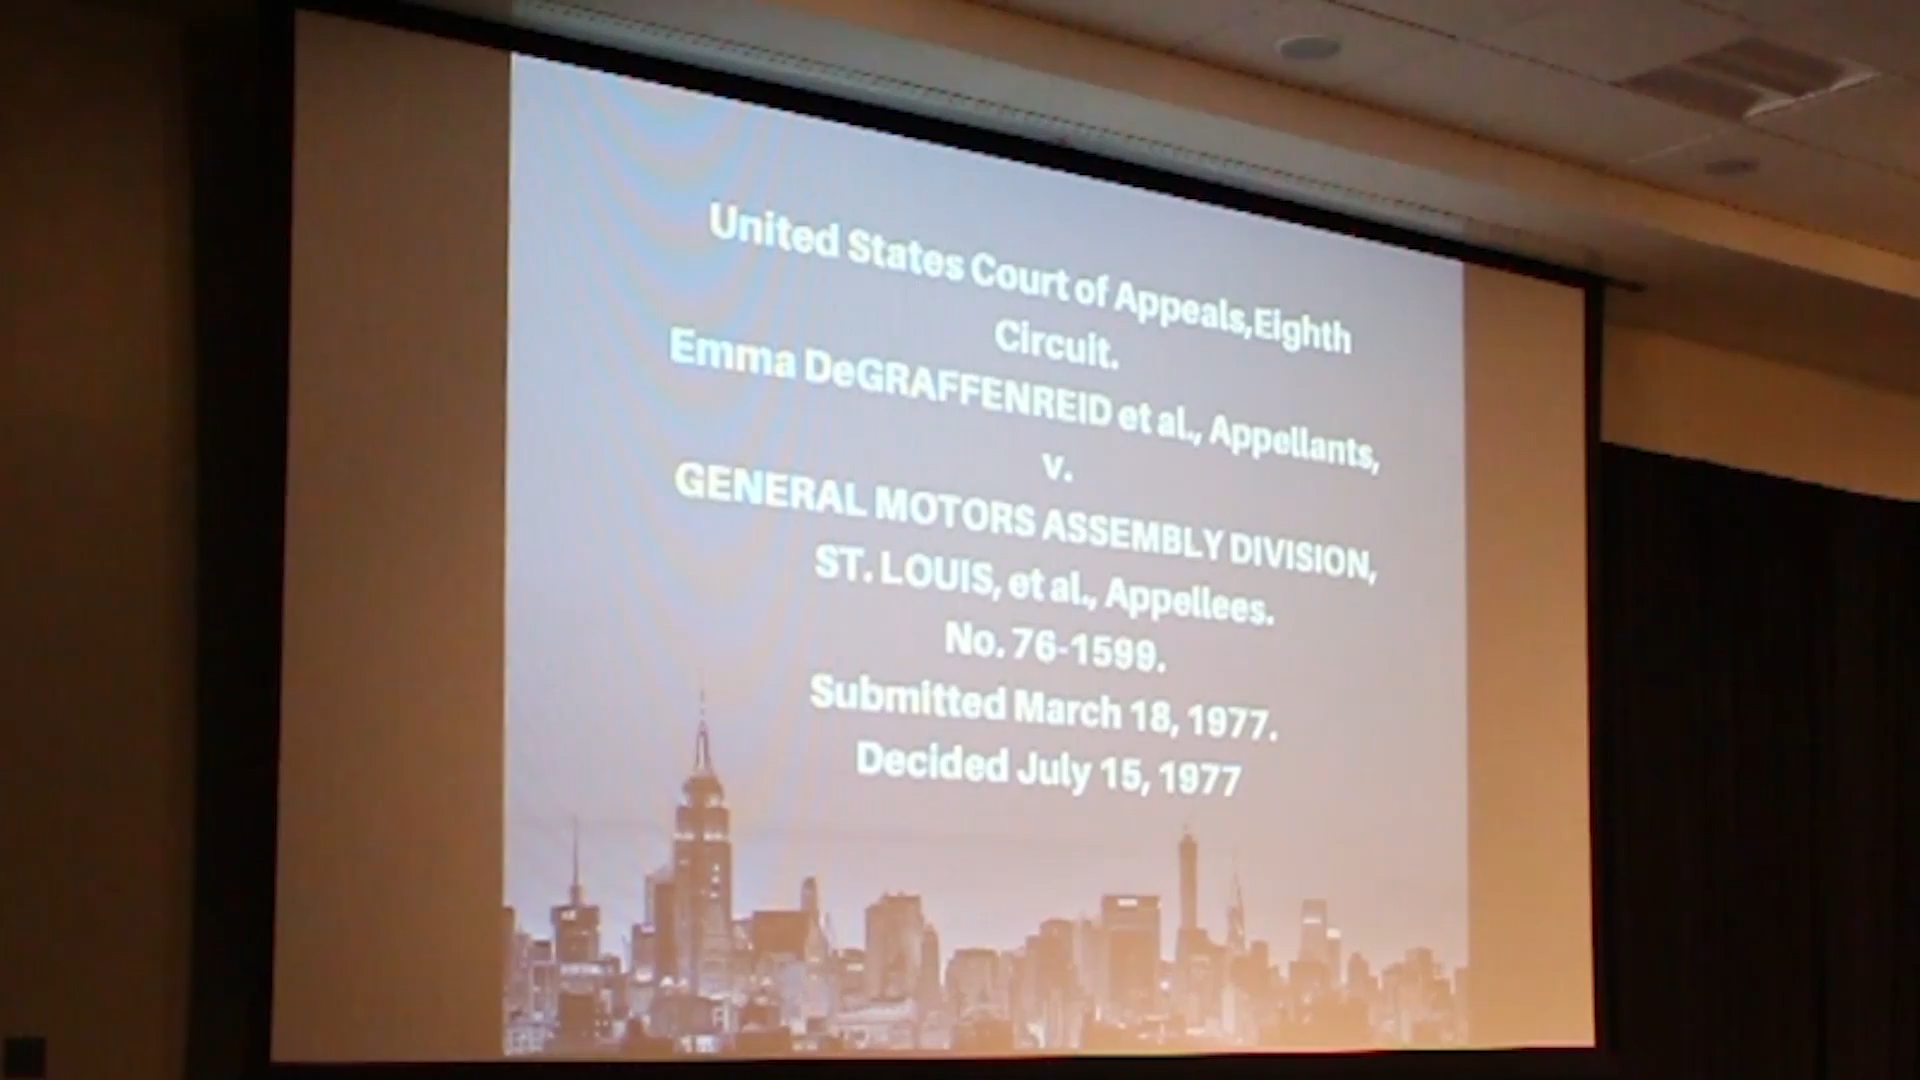 United States Court of Appeals,Eighth
Circuit.
Emma DeGRAFFENREID et al., Appellants,
v.
GENERAL MOTORS ASSEMBLY DIVISION,
ST. LOUIS, et al., Appellees.
No. 76-1599.
Submitted March 18, 1977.
Decided July 15, 1977